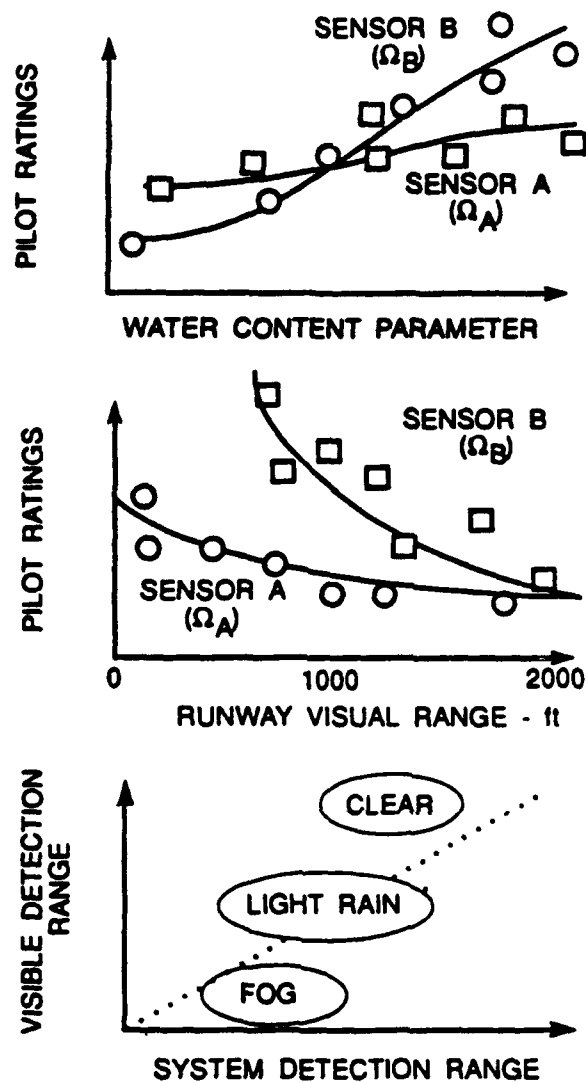 SENSOR B
(ΩB)
PILOT RATINGS
SENSOR A
(ΩA)
WATER CONTENT PARAMETER
PILOT RATINGS
SENSOR B
(ΩB)
SENSOR A
(ΩA)
0 1000 2000
RUNWAY VISUAL RANGE - ft
VISIBLE DETECTION
RANGE
CLEAR
LIGHT RAIN
FOG
SYSTEM DETECTION RANGE